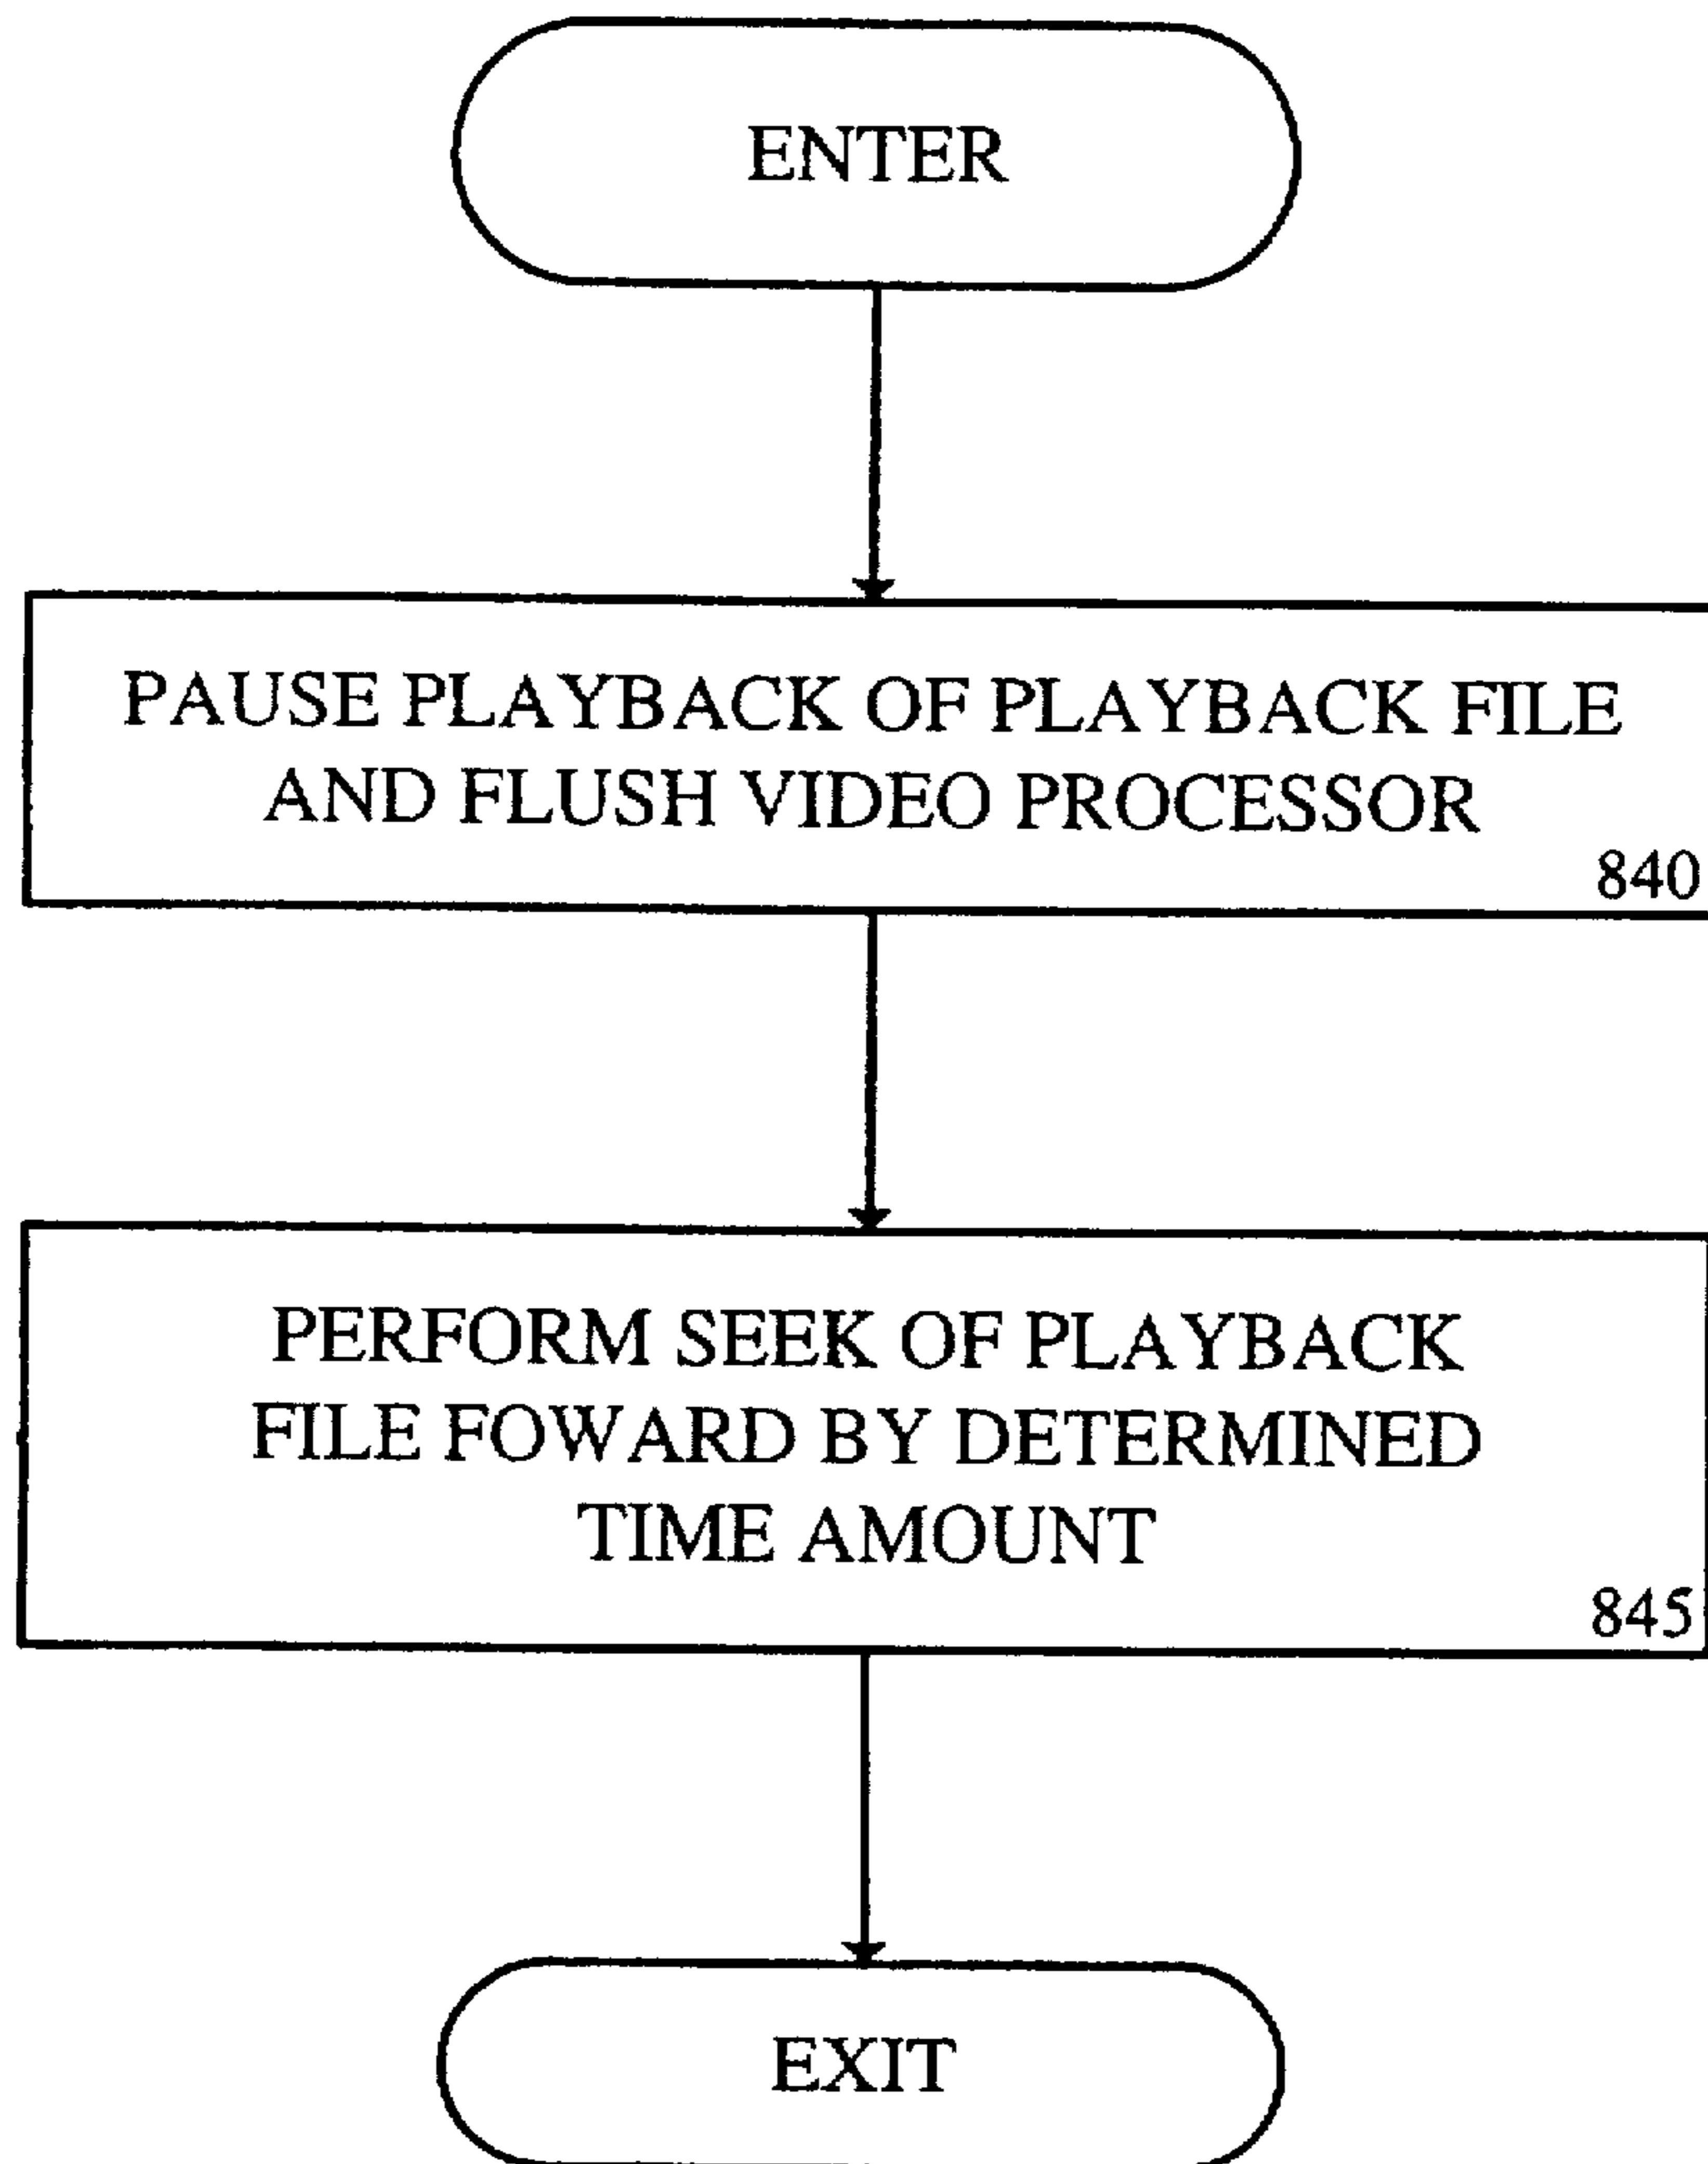 ENTER
PAUSE PLAYBACK OF PLAYBACK FILE
AND FLUSH VIDEO PROCESSOR
840
PERFORM SEEK OF PLAYBACK
FILE FOWARD BY DETERMINED
TIME AMOUNT
845
EXIT